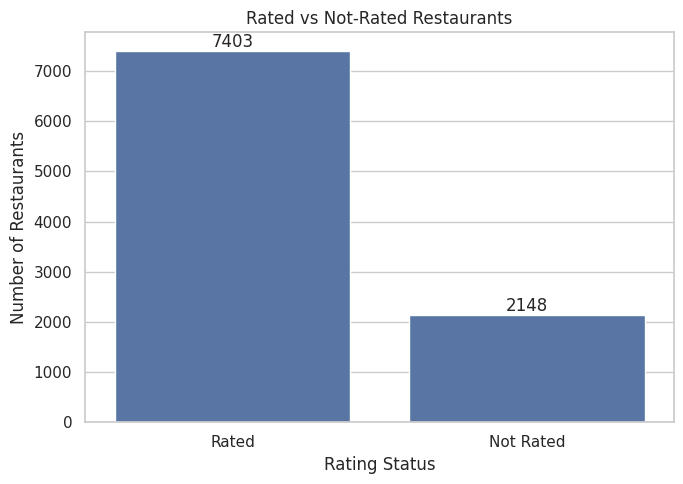 Rated vs Not-Rated Restaurants
7403
7000
6000
5000
4000
3000
2148
2000
1000
0
Number of Restaurants
Rated
Not Rated
Rating Status